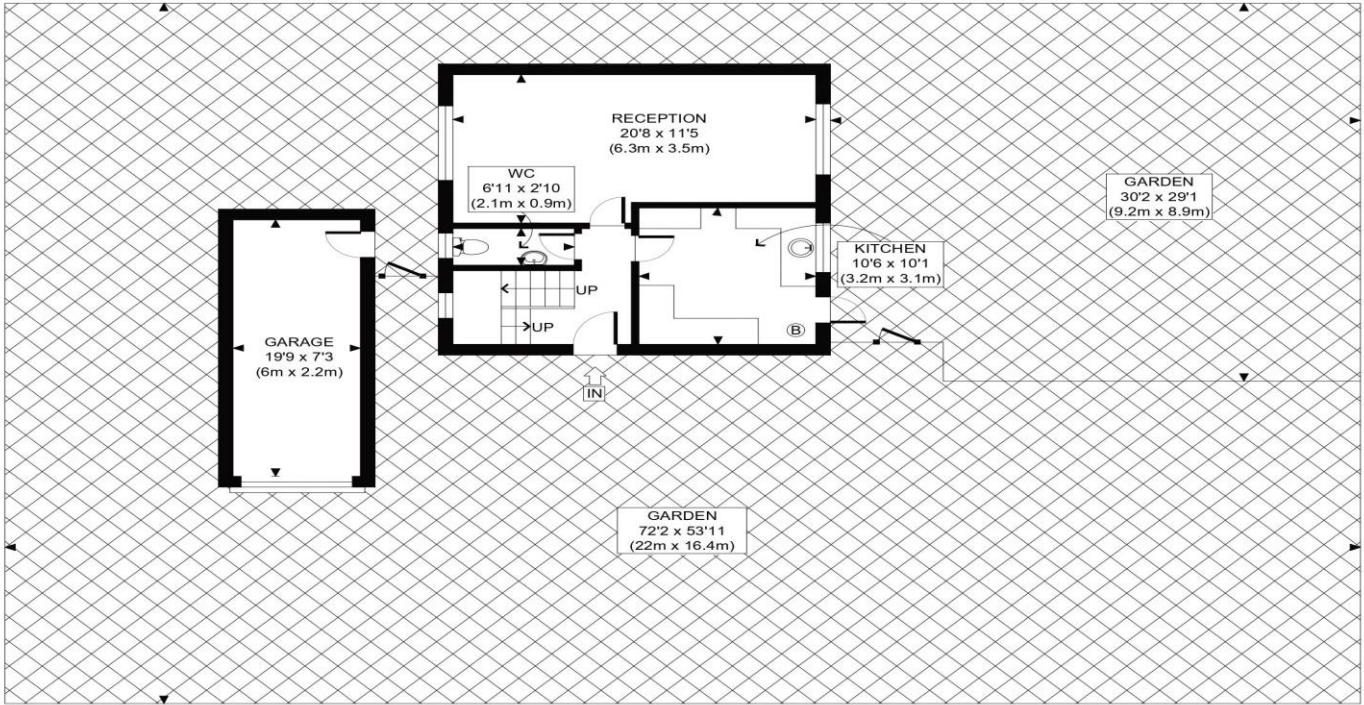 RECEPTION
20'8 x 11'5
(6.3m x 3.5m)
WC
6'11 x 2'10
(2.1m x 0.9m)
GARDEN
30'2 x 29'1
(9.2m x 8.9m)
KITCHEN
10'6 x 10'1
(3.2m x 3.1m)
UP
UP
B
GARAGE
19'9 x 7'3
(6m x 2.2m)
IN
GARDEN
72'2 x 53'11
(22m x 16.4m)